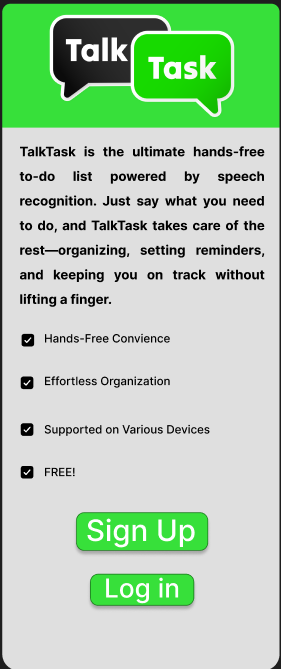 Talk
Task
TalkTask is the ultimate hands-free
to-do list powered by speech
recognition. Just say what you need
to do, and TalkTask takes care of the
rest—organizing, setting reminders,
and keeping you on track without
lifting a finger.
Hands-Free Convience
Effortless Organization
Supported on Various Devices
FREE!
Sign Up
Log in